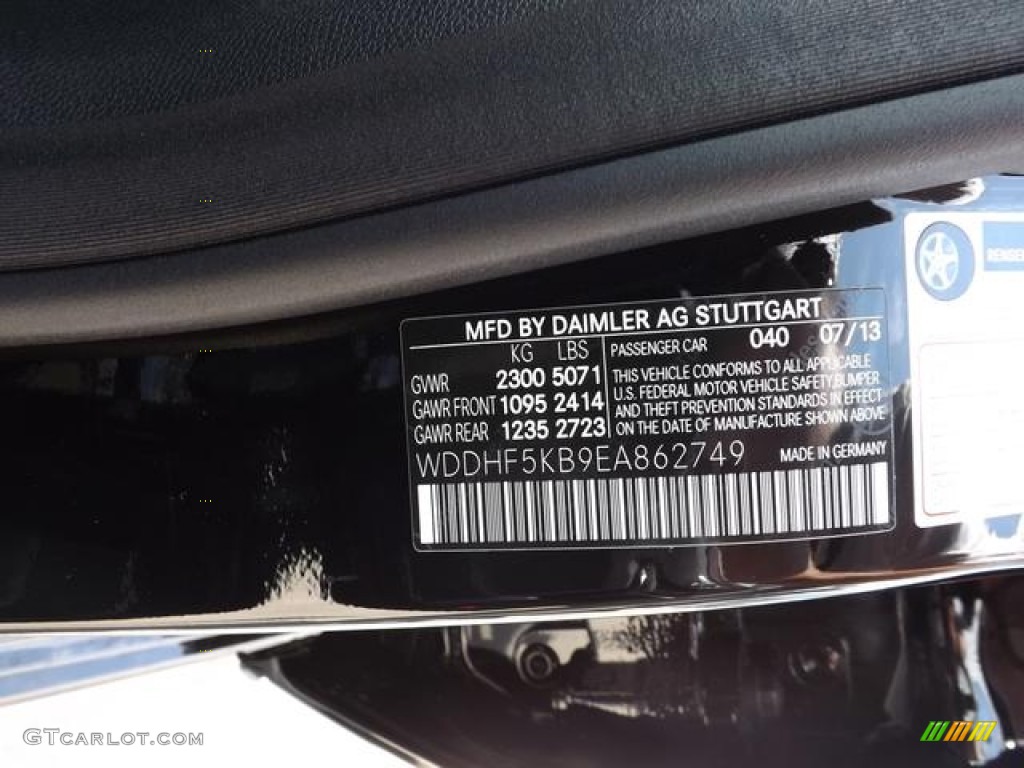 MFD BY DAIMLER AG STUTTGART
KG LBS
GVWR 2300 5071
GAWR FRONT 1095 2414
GAWR REAR 1235 2723
PASSENGER CAR 040 07/13
THIS VEHICLE CONFORMS TO ALL APPLICABLE
U.S. FEDERAL MOTOR VEHICLE SAFETY,BUMPER
AND THEFT PREVENTION STANDARDS IN EFFECT
ON THE DATE OF MANUFACTURE SHOWN ABOVE
WDDHF5KB9EA862749 MADE IN GERMANY
GTCARLOT.COM